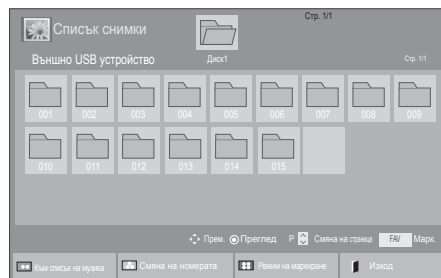 Стр. 1/1
Списък снимки
Външно USB устройство
Диск1
Стр. 1/1
001 002 003 004 005 006 007 008 009
010 011 012 013 014 015
Прем. Преглед P Смяна на страница FAV Марк.
Към списък на музика Смяна на номерата Режим на маркиране Изход